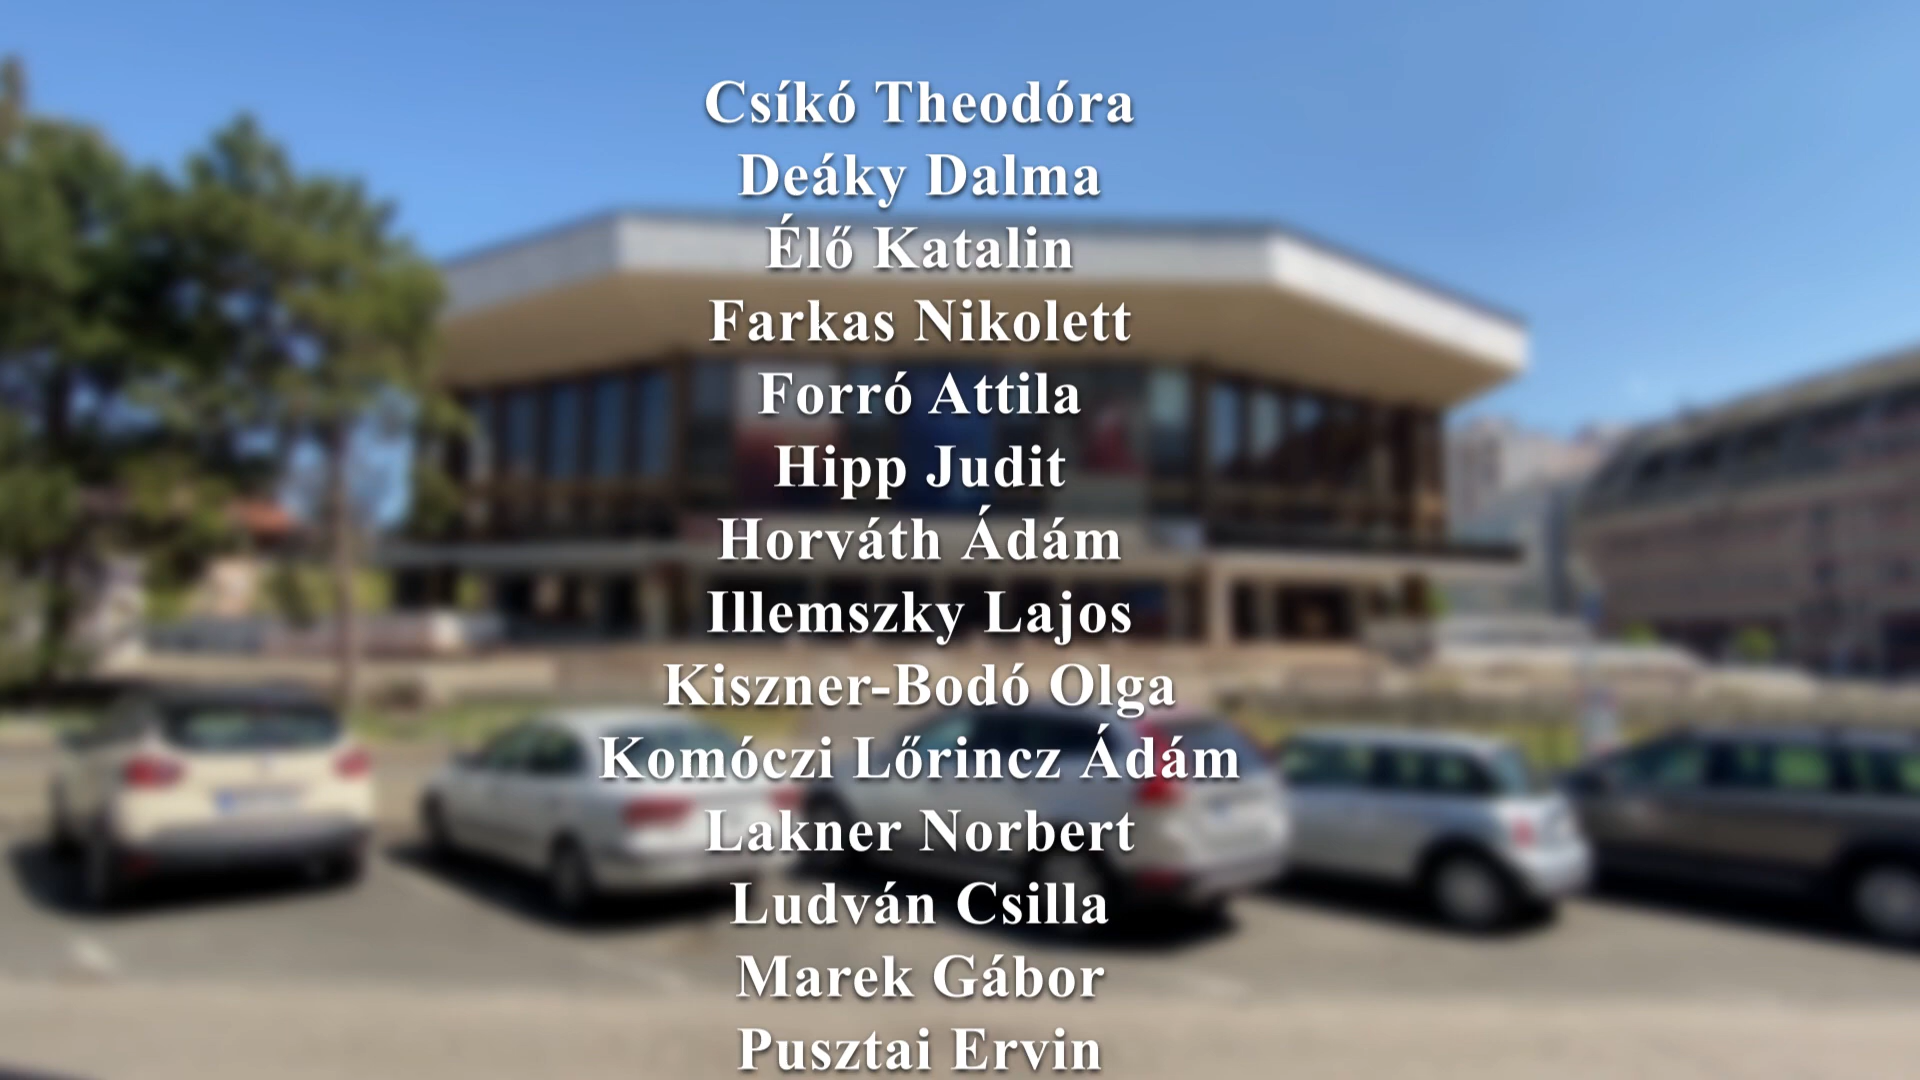 Csíkó Theodóra
Deáky Dalma
Élő Katalin
Farkas Nikolett
Forró Attila
Hipp Judit
Horváth Ádám
Illemszky Lajos
Kiszner-Bodó Olga
Komóczi Lőrincz Ádám
Lakner Norbert
Ludván Csilla
Marek Gábor
Pusztai Ervin